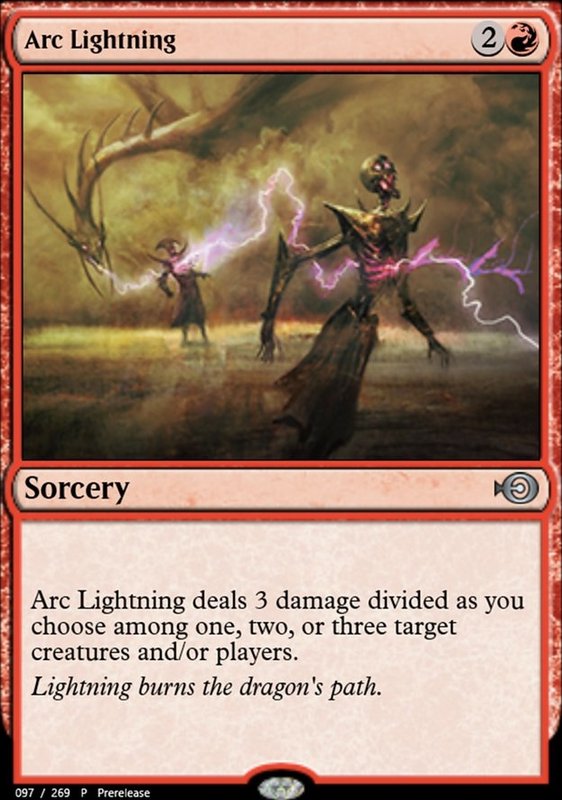 Arc Lightning
2
Sorcery
Arc Lightning deals 3 damage divided as you
choose among one, two, or three target
creatures and/or players.
Lightning burns the dragon's path.
097 / 269 P Prerelease